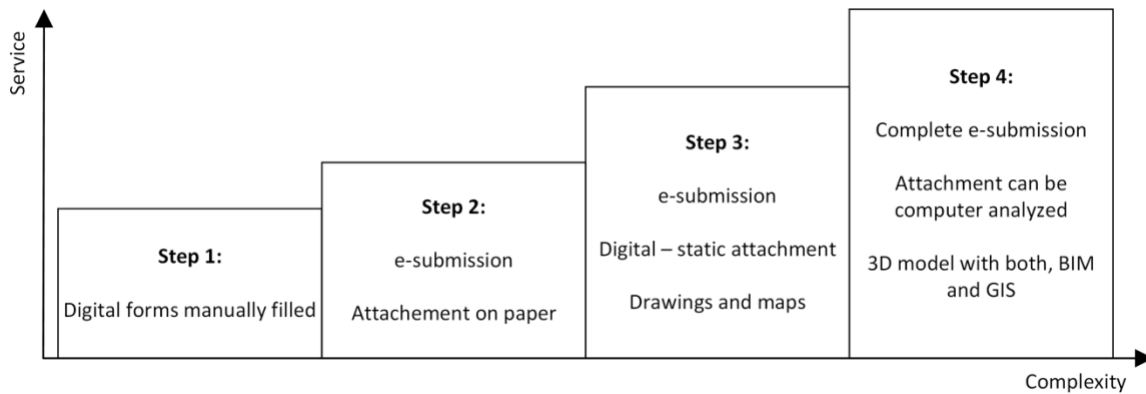 Service
Step 1:
Digital forms manually filled
Step 2:
e-submission
Attachement on paper
Step 3:
e-submission
Digital – static attachment
Drawings and maps
Step 4:
Complete e-submission
Attachment can be
computer analyzed
3D model with both, BIM
and GIS
Complexity